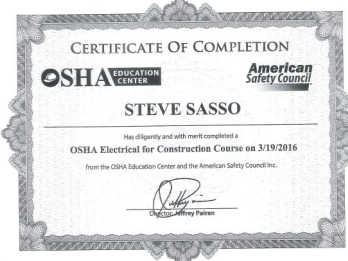 CERTIFICATE OF COMPLETION
OSHA EDUCATION CENTER
American Safety Council
STEVE SASSO
Has diligently and with merit completed a
OSHA Electrical for Construction Course on 3/19/2016
from the OSHA Education Center and the American Safety Council Inc.
Director: Jeffrey Pairan